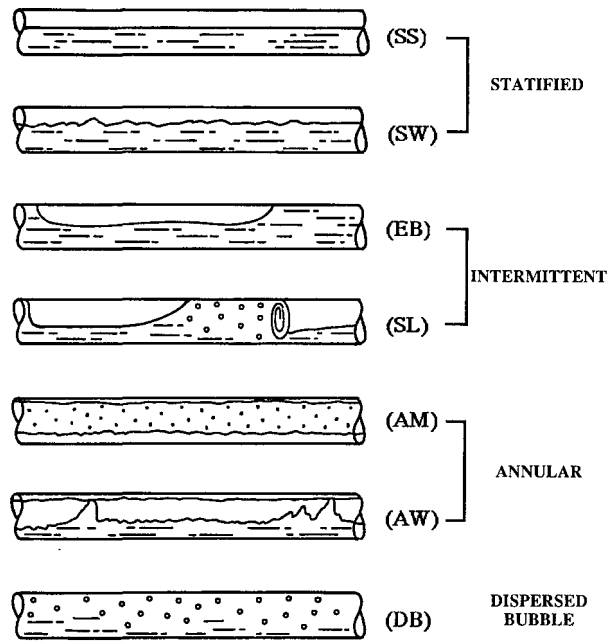 (SS)
STATIFIED
(SW)
(EB)
INTERMITTENT
(SL)
(AM)
ANNULAR
(AW)
(DB)
DISPERSED
BUBBLE